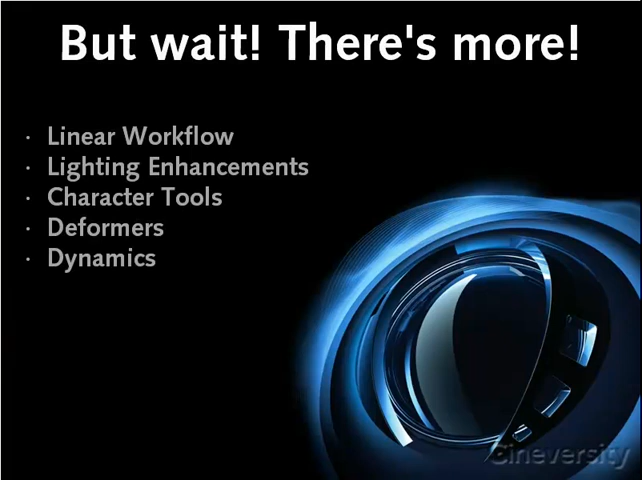 But wait! There's more!
· Linear Workflow
· Lighting Enhancements
· Character Tools
· Deformers
· Dynamics
Cineversity